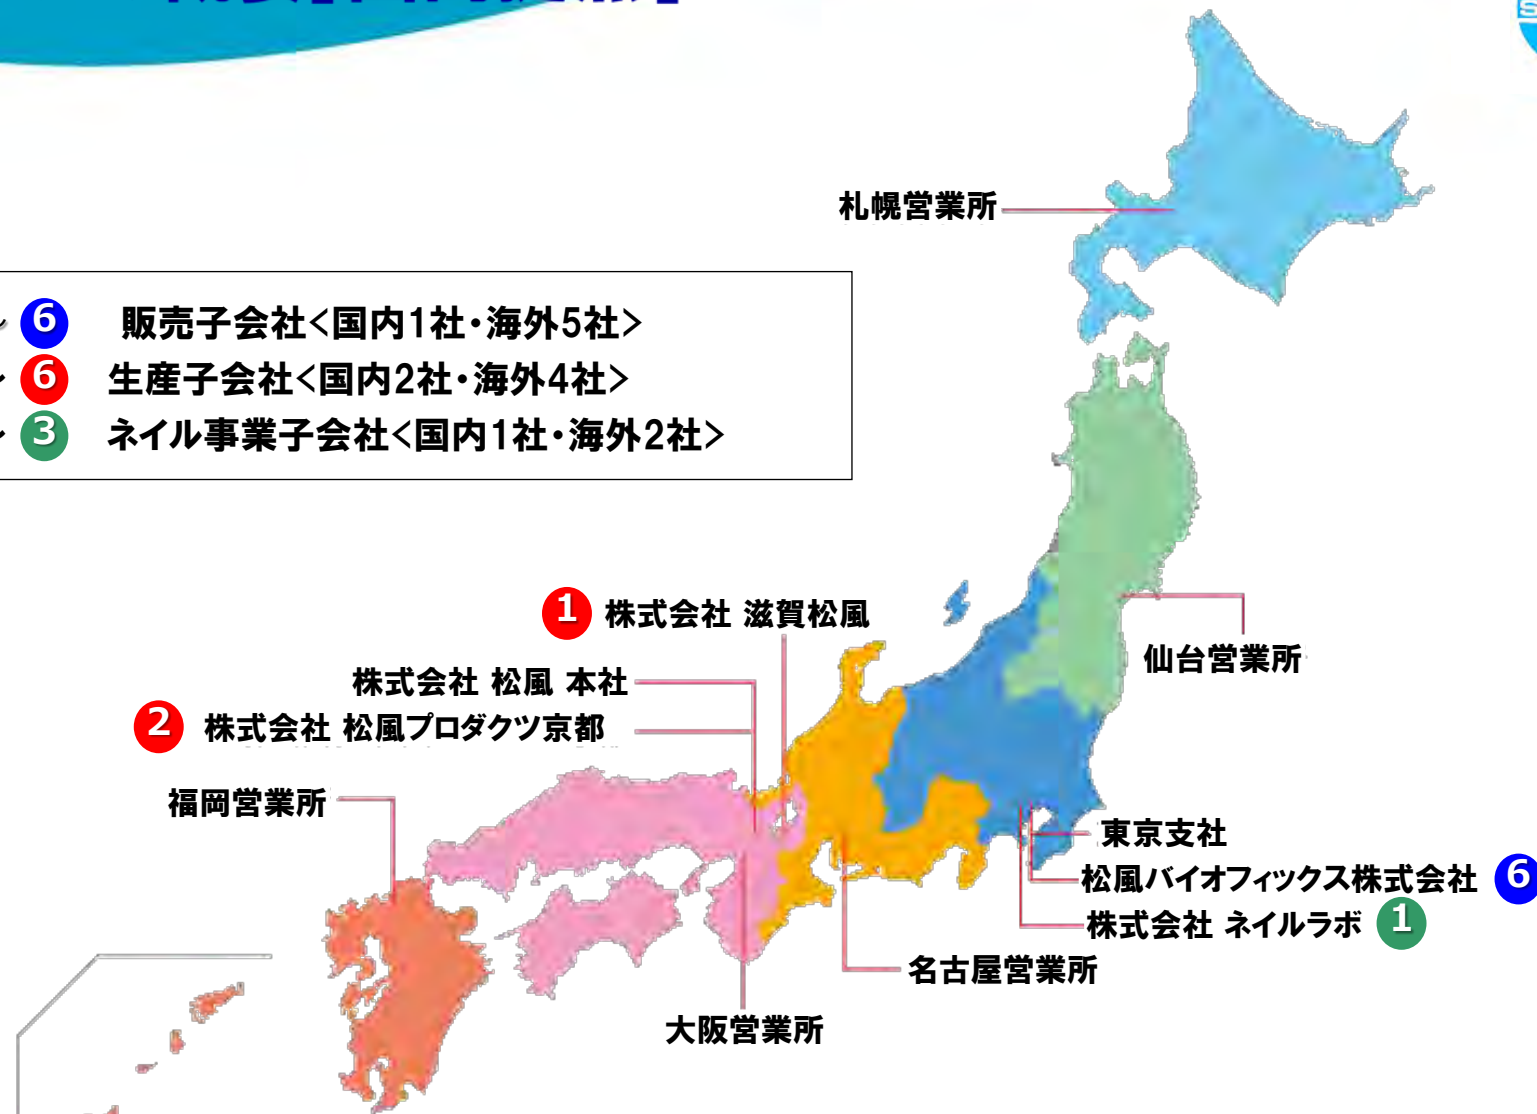 札幌営業所
6 販売子会社<国内1社・海外5社>
6 生産子会社<国内2社・海外4社>
3 ネイル事業子会社<国内1社・海外2社>
1 株式会社 滋賀松風
仙台営業所
株式会社 松風 本社
2 株式会社 松風プロダクツ京都
福岡営業所
東京支社
松風バイオフィックス株式会社 6
株式会社 ネイルラボ 1
名古屋営業所
大阪営業所